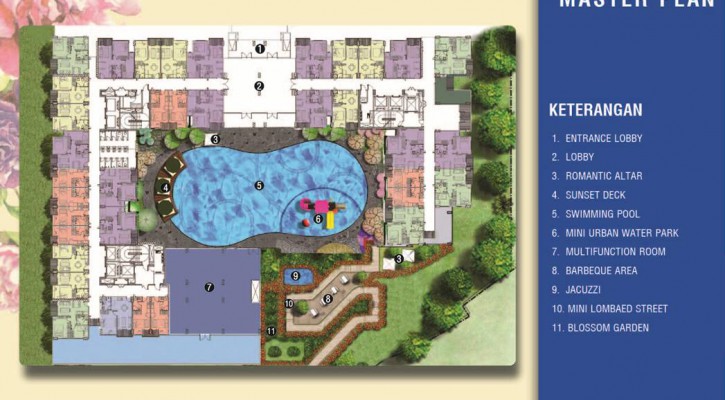 MASTER PLAN
KETERANGAN
1. ENTRANCE LOBBY
2. LOBBY
3. ROMANTIC ALTAR
4. SUNSET DECK
5. SWIMMING POOL
6. MINI URBAN WATER PARK
7. MULTIFUNCTION ROOM
8. BARBEQUE AREA
9. JACUZZI
10. MINI LOMBAED STREET
11. BLOSSOM GARDEN
1
2
3
4
5
6
3
7
9
10
8
11